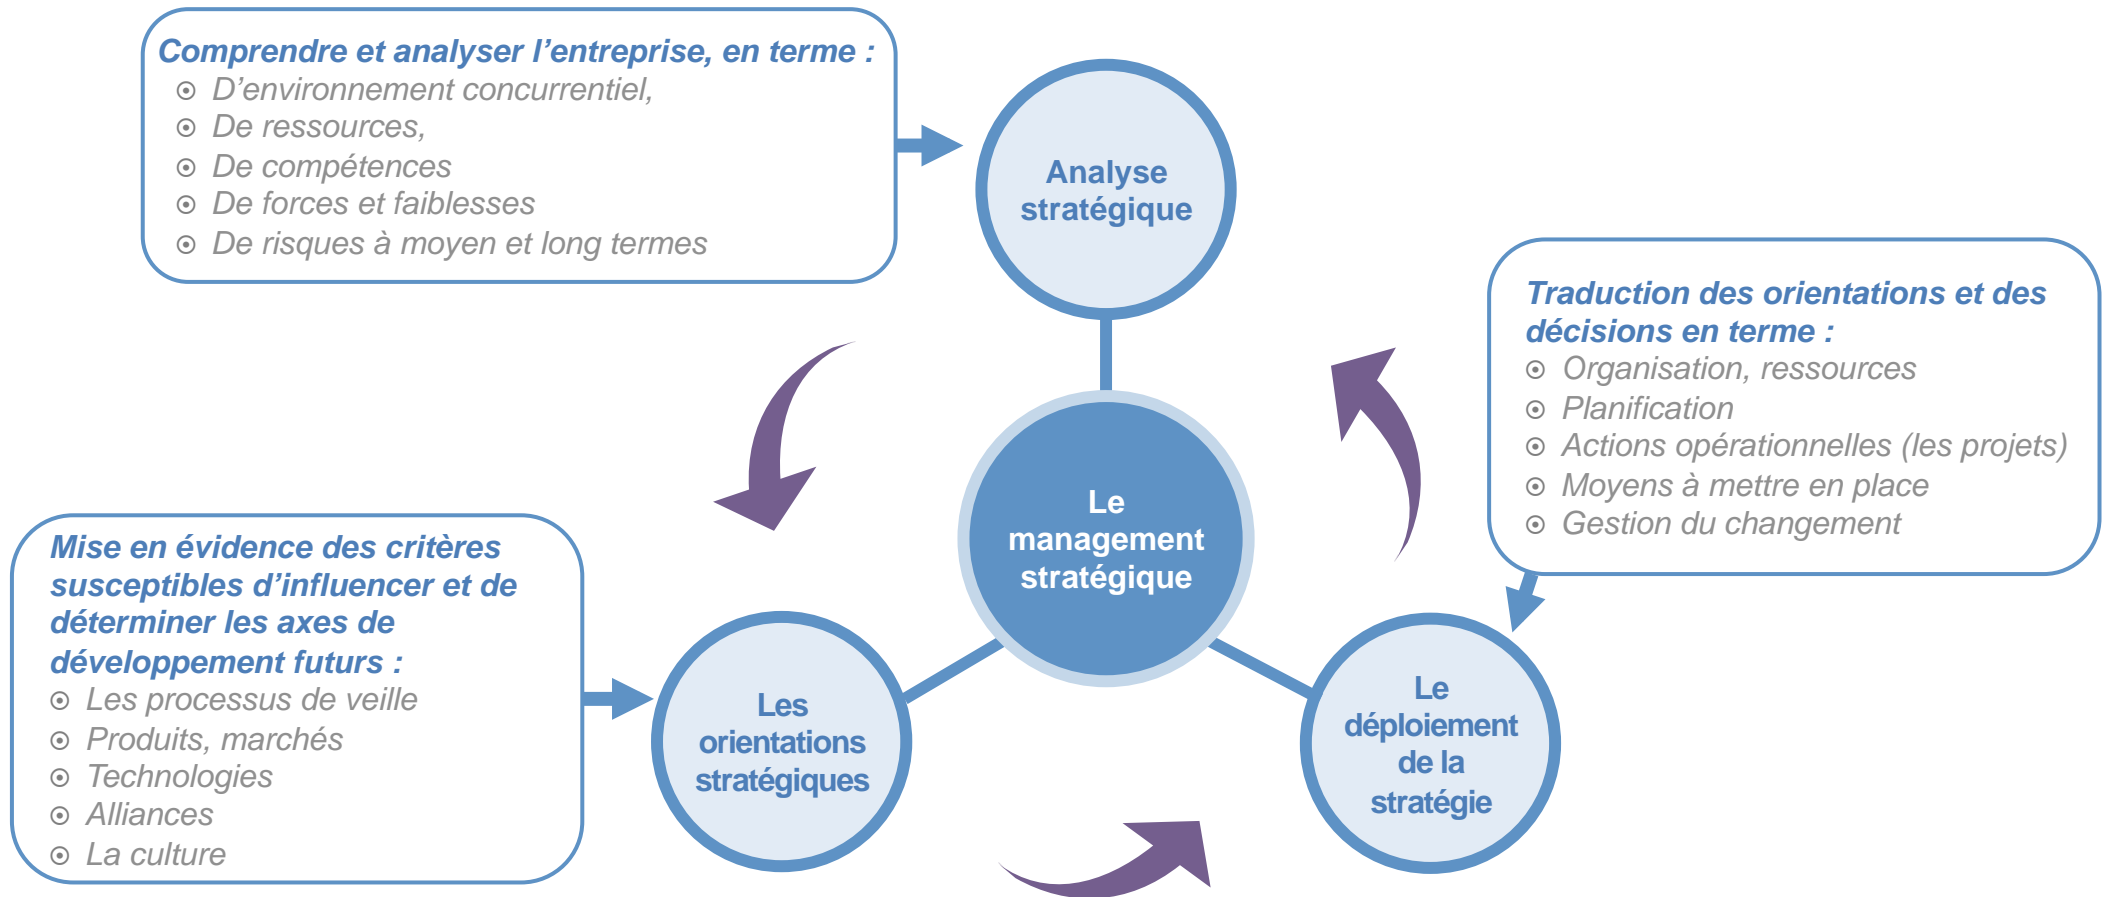 Comprendre et analyser l’entreprise, en terme :
D’environnement concurrentiel,
De ressources,
De compétences
De forces et faiblesses
De risques à moyen et long termes
Analyse
stratégique
Traduction des orientations et des
décisions en terme :
Organisation, ressources
Planification
Actions opérationnelles (les projets)
Moyens à mettre en place
Gestion du changement
Le
management
stratégique
Mise en évidence des critères
susceptibles d’influencer et de
déterminer les axes de
développement futurs :
Les processus de veille
Produits, marchés
Technologies
Alliances
La culture
Les
orientations
stratégiques
Le
déploiement
de la
stratégie